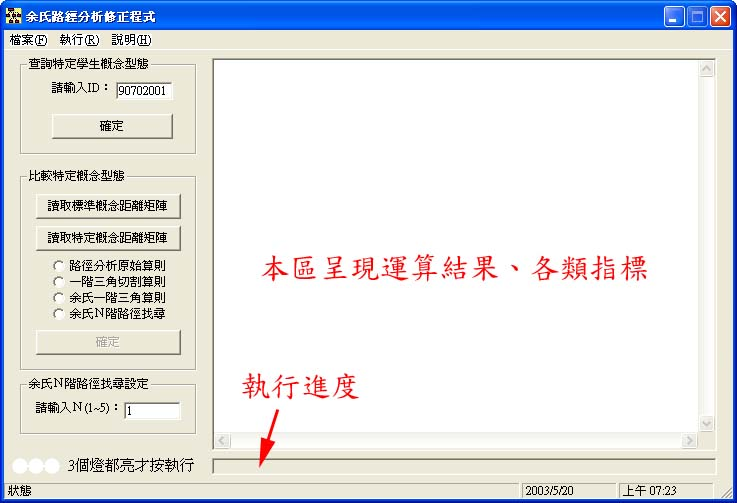 余氏路徑分析修正程式
檔案(F) 執行(R) 說明(H)
查詢特定學生概念型態
請輸入ID： 90702001
確定
比較特定概念型態
讀取標準概念距離矩陣
讀取特定概念距離矩陣
路徑分析原始算則
一階三角切割算則
余氏一階三角算則
余氏N階路徑找尋
確定
余氏N階路徑找尋設定
請輸入N(1~5)： 1
本區呈現運算結果、各類指標
執行進度
3個燈都亮才按執行
狀態 2003/5/20 上午 07:23